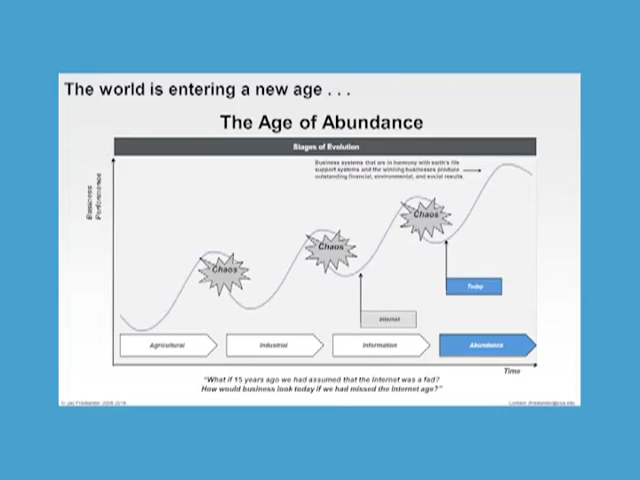 The world is entering a new age . . .
The Age of Abundance
Stages of Evolution
Business systems that are in harmony with earth's life
support systems and the winning businesses produce
outstanding financial, environmental, and social results.
Business
Performance
Chaos
Chaos
Chaos
Today
Internet
Agricultural
Industrial
Information
Abundance
Time
"What if 15 years ago we had assumed that the Internet was a fad?
How would business look today if we had missed the Internet age?"
© Jay Friedlander